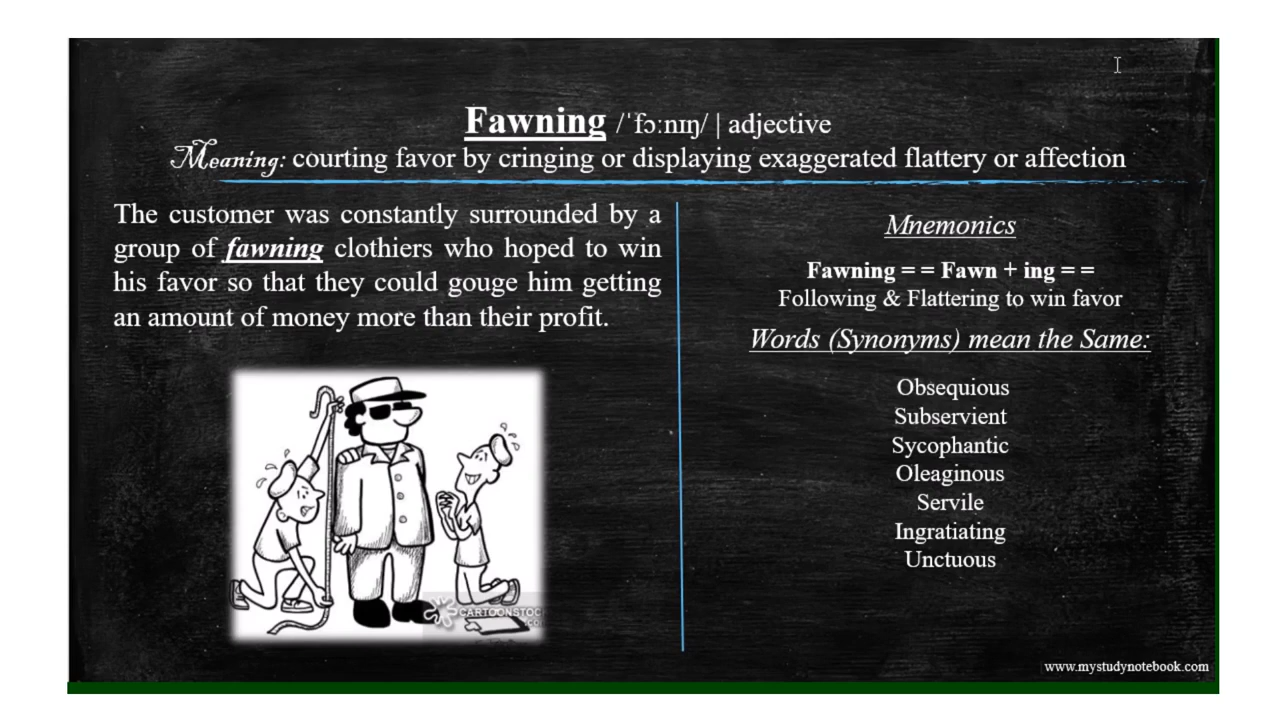 Fawning /ˈfɔ:nɪŋ/ | adjective
Meaning: courting favor by cringing or displaying exaggerated flattery or affection
The customer was constantly surrounded by a
group of fawning clothiers who hoped to win
his favor so that they could gouge him getting
an amount of money more than their profit.
Mnemonics
Fawning = = Fawn + ing = =
Following & Flattering to win favor
Words (Synonyms) mean the Same:
Obsequious
Subservient
Sycophantic
Oleaginous
Servile
Ingratiating
Unctuous
CARTOONSTOCK
.com
www.mystudynotebook.com